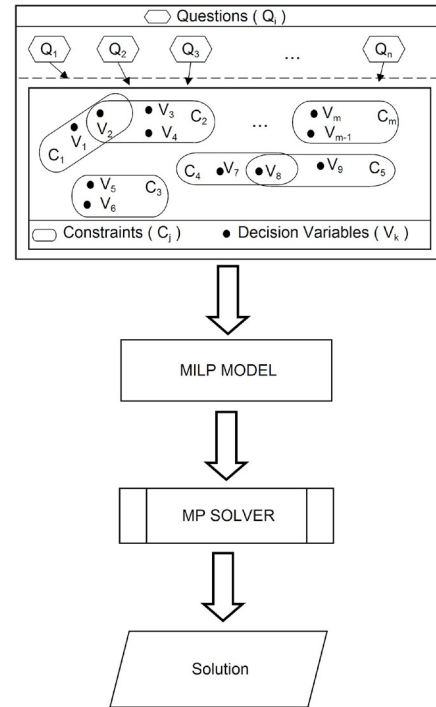 Questions ( Qi )
Q1 Q2 Q3 ... Qn
V3
V2 C2 ... Vm Cm
V1 V4 Vm-1
C1
C4 V7 V8 V9 C5
V5 C3
V6
Constraints ( Cj ) Decision Variables ( Vk )
MILP MODEL
MP SOLVER
Solution